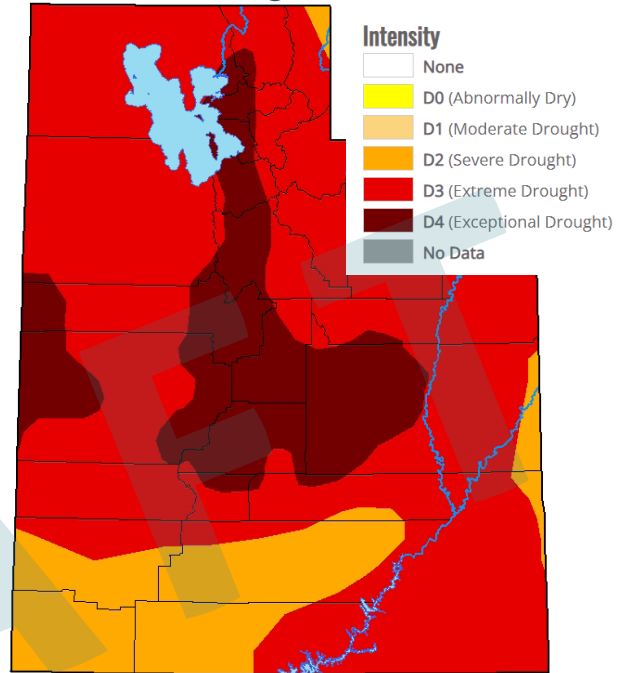 Intensity
None
D0 (Abnormally Dry)
D1 (Moderate Drought)
D2 (Severe Drought)
D3 (Extreme Drought)
D4 (Exceptional Drought)
No Data